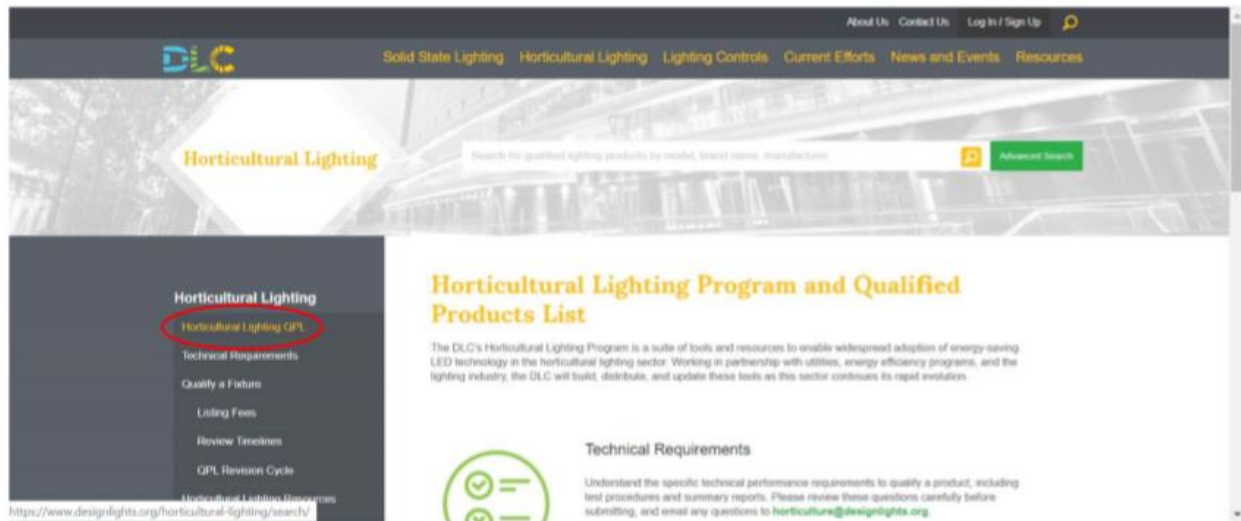 About Us Contact Us Log In / Sign Up
DLC
Solid State Lighting Horticultural Lighting Lighting Controls Current Efforts News and Events Resources
Horticultural Lighting
Search for qualified lighting products by model, brand name, manufacturer
Advanced Search
Horticultural Lighting
Horticultural Lighting QPL
Technical Requirements
Qualify a Fixture
Listing Fees
Review Timelines
QPL Revision Cycle
Horticultural Lighting Resources
https://www.designlights.org/horticultural-lighting/search/
Horticultural Lighting Program and Qualified
Products List
The DLC's Horticultural Lighting Program is a suite of tools and resources to enable widespread adoption of energy-saving
LED technology in the horticultural lighting sector. Working in partnership with utilities, energy efficiency programs, and the
lighting industry, the DLC will build, distribute, and update these tools as this sector continues its rapid evolution.
Technical Requirements
Understand the specific technical performance requirements to qualify a product, including
test procedures and summary reports. Please review these questions carefully before
submitting, and email any questions to horticulture@designlights.org.